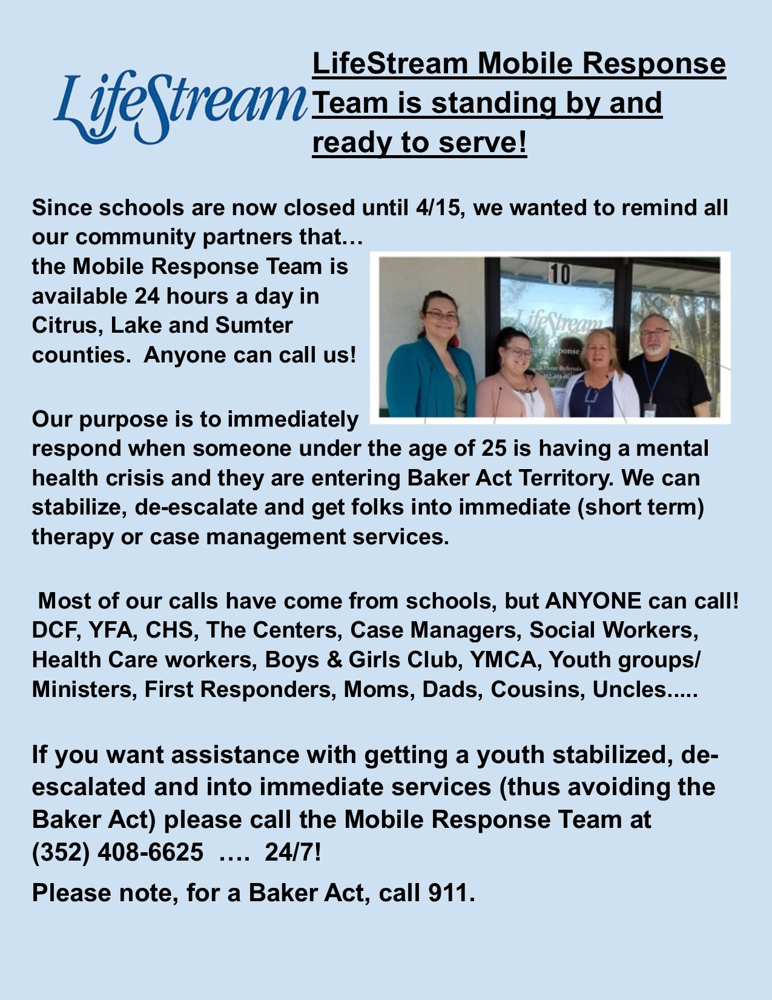 LifeStream
LifeStream Mobile Response
Team is standing by and
ready to serve!
Since schools are now closed until 4/15, we wanted to remind all
our community partners that…
the Mobile Response Team is
available 24 hours a day in
Citrus, Lake and Sumter
counties.  Anyone can call us!
10
LifeStream
Response
Hour Referrals
Our purpose is to immediately
respond when someone under the age of 25 is having a mental
health crisis and they are entering Baker Act Territory. We can
stabilize, de-escalate and get folks into immediate (short term)
therapy or case management services.
Most of our calls have come from schools, but ANYONE can call!
DCF, YFA, CHS, The Centers, Case Managers, Social Workers,
Health Care workers, Boys & Girls Club, YMCA, Youth groups/
Ministers, First Responders, Moms, Dads, Cousins, Uncles.....
If you want assistance with getting a youth stabilized, de-
escalated and into immediate services (thus avoiding the
Baker Act) please call the Mobile Response Team at
(352) 408-6625  ….  24/7!
Please note, for a Baker Act, call 911.